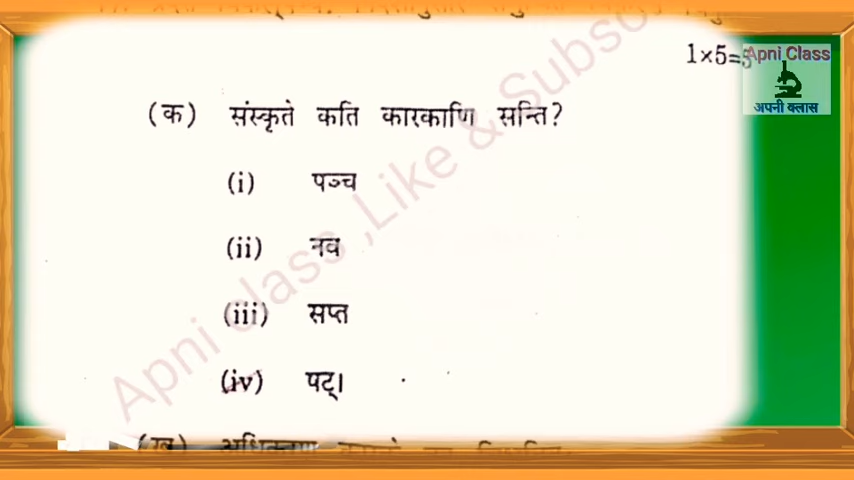 1×5=5
Apni Class
अपनी क्लास
(क) संस्कृते कति कारकाणि सन्ति?
(i) पञ्च
(ii) नव
(iii) सप्त
(iv) षट्।
(ख)
Apni class ,Like & Subsc